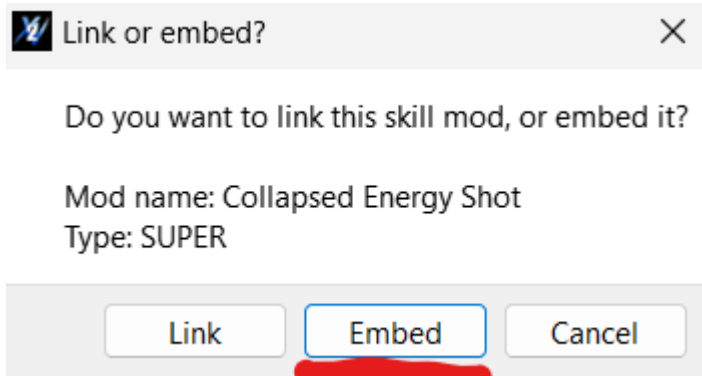 Link or embed?
Do you want to link this skill mod, or embed it?
Mod name: Collapsed Energy Shot
Type: SUPER
Link
Embed
Cancel